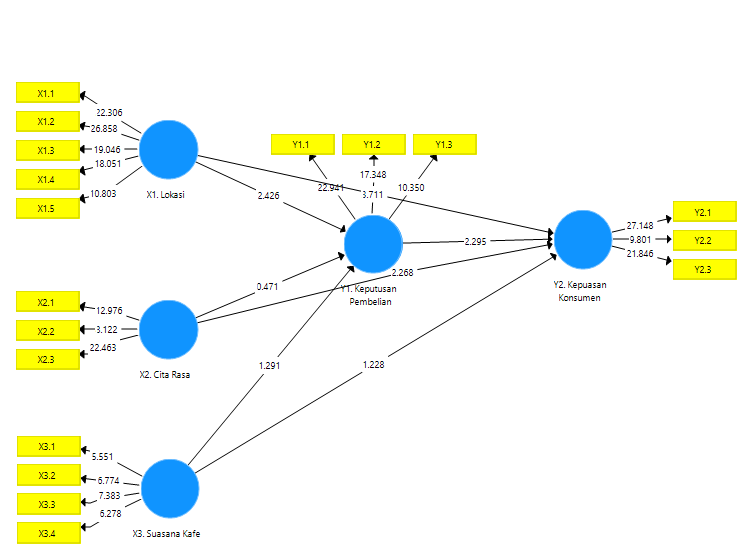 X1.1
X1.2
X1.3
X1.4
X1.5
22.306
26.858
19.046
18.051
10.803
X1. Lokasi
Y1.1
Y1.2
Y1.3
22.941
17.348
10.350
3.711
2.426
Y1. Keputusan
Pembelian
2.295
2.268
0.471
1.291
1.228
Y2. Kepuasan
Konsumen
27.148
9.801
21.846
Y2.1
Y2.2
Y2.3
X2.1
X2.2
X2.3
12.976
3.122
22.463
X2. Cita Rasa
X3.1
X3.2
X3.3
X3.4
5.551
6.774
7.383
6.278
X3. Suasana Kafe